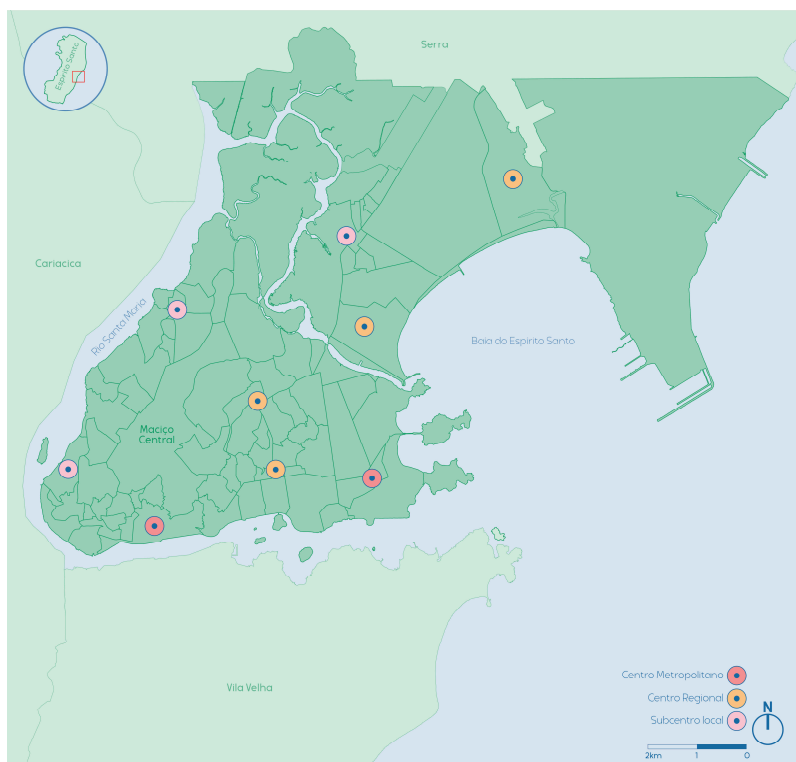 Serra
Espirito Santo
Cariacica
Rio Santa Maria
Baía do Espírito Santo
Maciço
Central
Vila Velha
Centro Metropolitano
Centro Regional
Subcentro local
N
2km 1 0